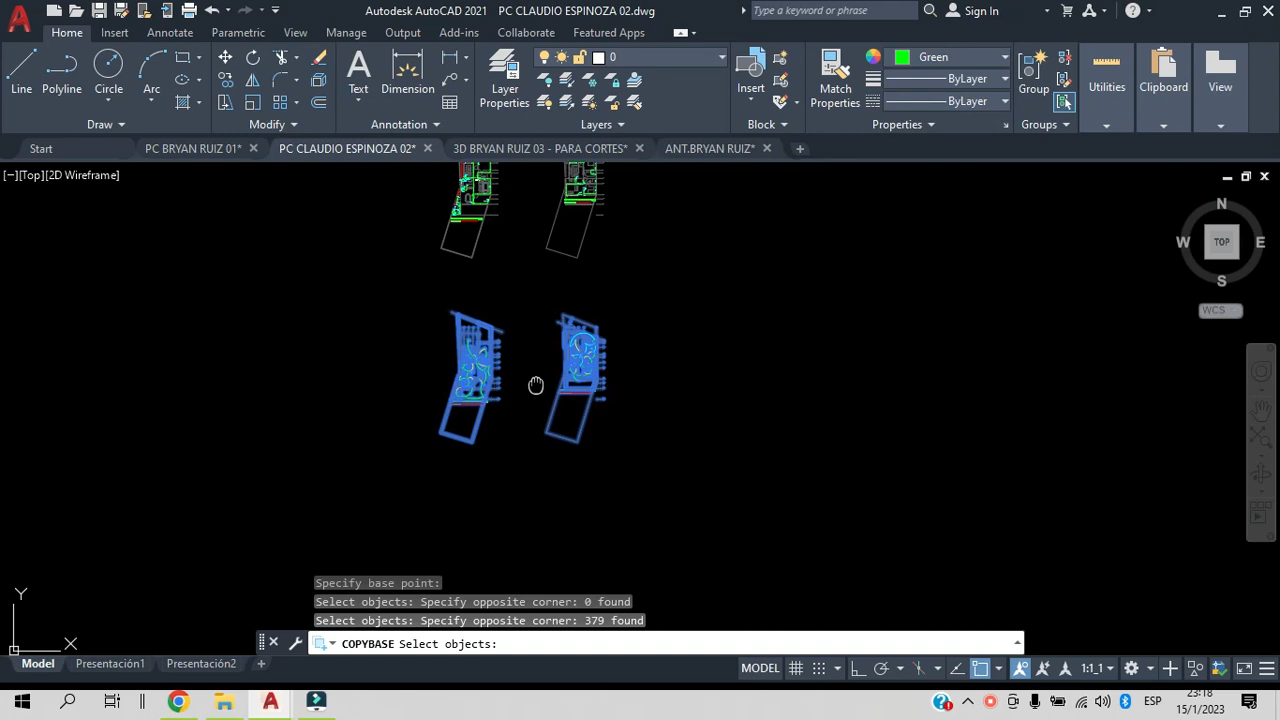 Autodesk AutoCAD 2021 PC CLAUDIO ESPINOZA 02.dwg
Type a keyword or phrase
Sign In
Home Insert Annotate Parametric View Manage Output Add-ins Collaborate Featured Apps
0
Green
ByLayer
ByLayer
Line Polyline Circle Arc
Text Dimension
Layer Properties
Insert
Match Properties
Group
Utilities
Clipboard
View
Draw Modify Annotation Layers Block Properties Groups
Start PC BRYAN RUIZ 01* PC CLAUDIO ESPINOZA 02* 3D BRYAN RUIZ 03 - PARA CORTES* ANT.BRYAN RUIZ*
[−][Top][2D Wireframe]
N
W TOP E
S
WCS
Specify base point:
Select objects: Specify opposite corner: 0 found
Select objects: Specify opposite corner: 379 found
COPYBASE Select objects:
Y
X
Model Presentación1 Presentación2
MODEL 1:1_1
ESP
23:18
15/1/2023